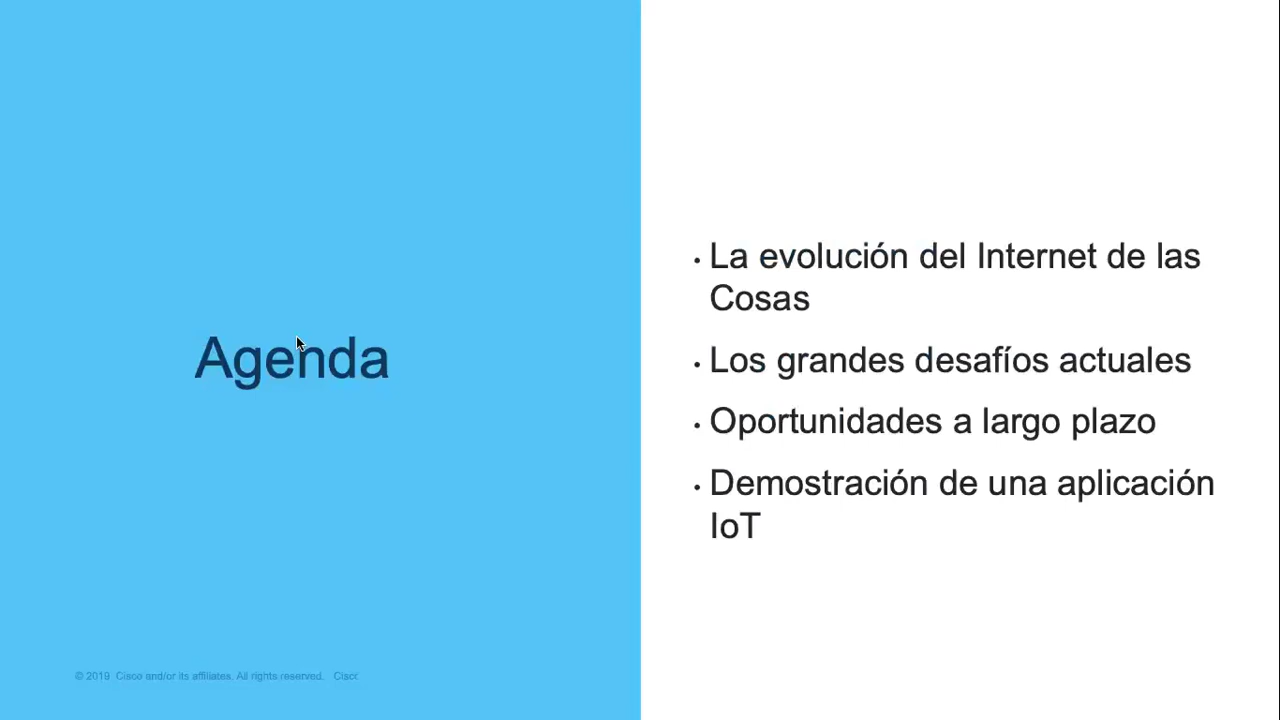 Agenda
• La evolución del Internet de las
Cosas
• Los grandes desafíos actuales
• Oportunidades a largo plazo
• Demostración de una aplicación
IoT
© 2019 Cisco and/or its affiliates. All rights reserved. Cisc